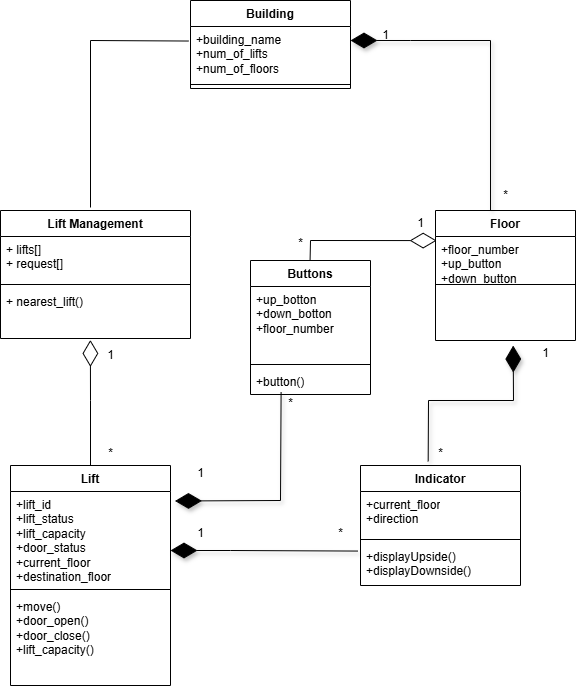 Building
+building_name
+num_of_lifts
+num_of_floors
1
*
Lift Management
+ lifts[]
+ request[]
+ nearest_lift()
1
*
Floor
+floor_number
+up_button
+down_button
1
*
Buttons
+up_botton
+down_botton
+floor_number
+button()
*
1
1
*
Lift
+lift_id
+lift_status
+lift_capacity
+door_status
+current_floor
+destination_floor
+move()
+door_open()
+door_close()
+lift_capacity()
1
*
Indicator
+current_floor
+direction
+displayUpside()
+displayDownside()